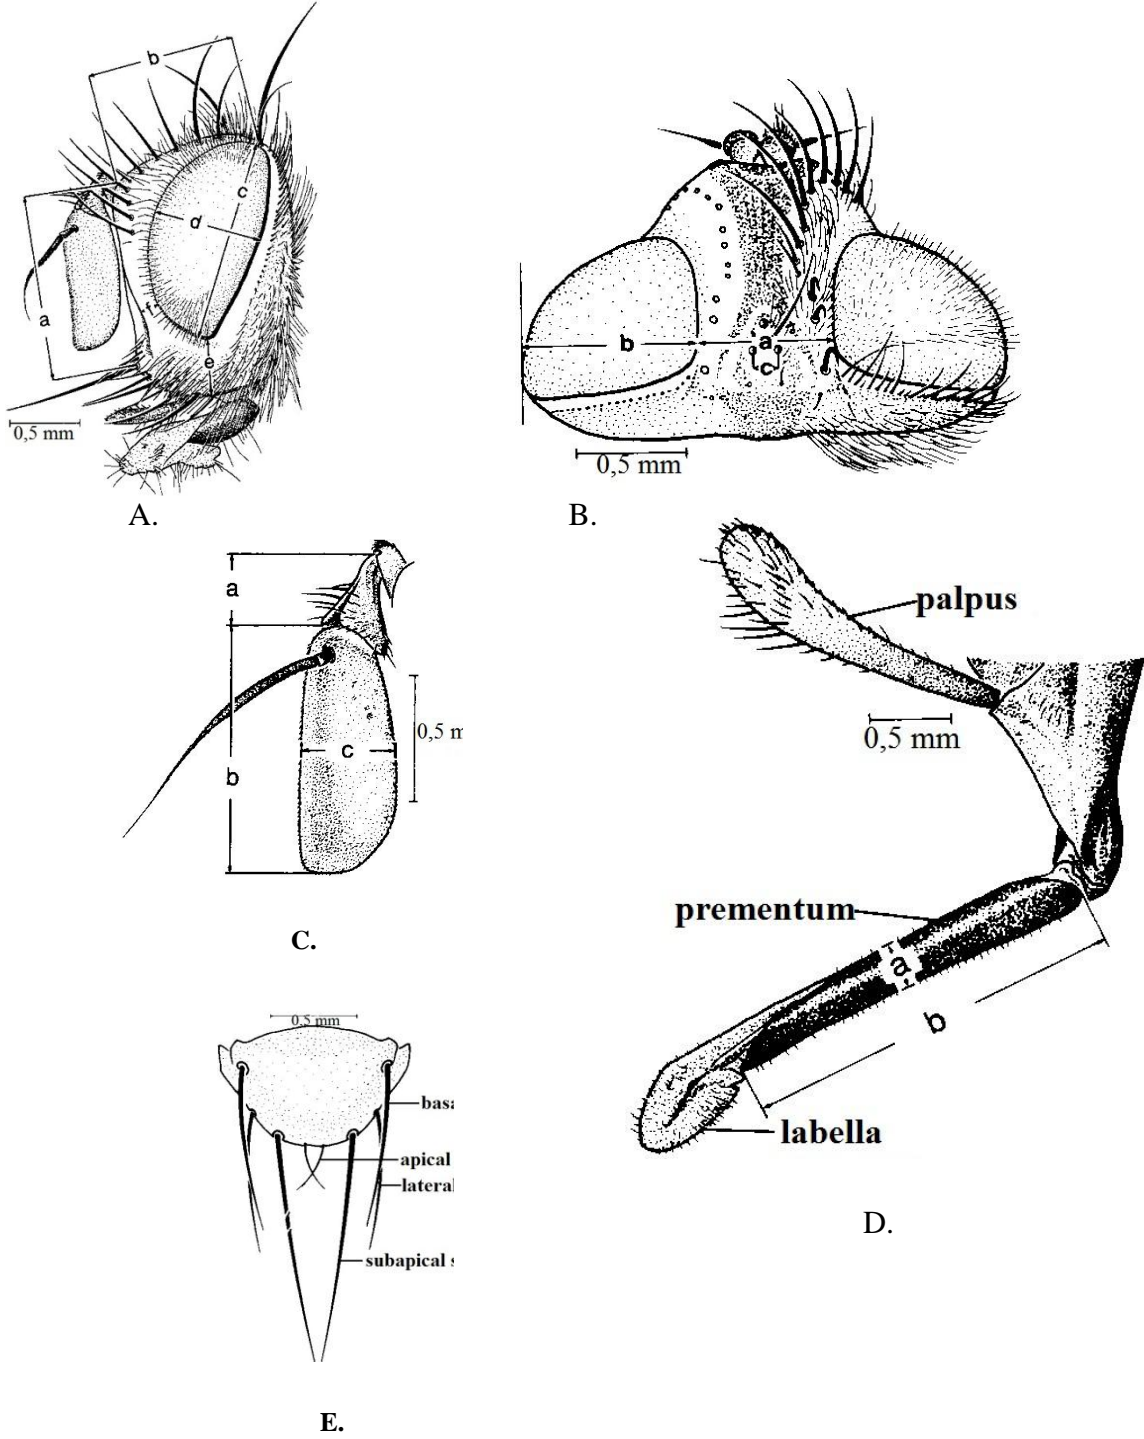 b
c
d
a
f
e
0,5 mm
A.
b
a
c
0,5 mm
B.
a
b
c
0,5 m
C.
palpus
0,5 mm
prementum
a
b
labella
D.
0,5 mm
basa
apical
lateral
subapical s
E.